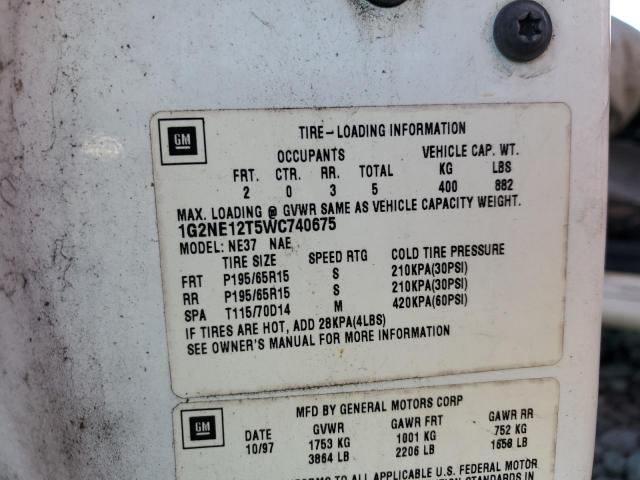 GM
TIRE-LOADING INFORMATION
OCCUPANTS VEHICLE CAP. WT.
FRT. CTR. RR. TOTAL KG LBS
2 0 3 5 400 882
MAX. LOADING @ GVWR SAME AS VEHICLE CAPACITY WEIGHT.
1G2NE12T5WC740675
MODEL: NE37 NAE
TIRE SIZE SPEED RTG COLD TIRE PRESSURE
FRT P195/65R15 S 210KPA(30PSI)
RR P195/65R15 S 210KPA(30PSI)
SPA T115/70D14 M 420KPA(60PSI)
IF TIRES ARE HOT, ADD 28KPA(4LBS)
SEE OWNER'S MANUAL FOR MORE INFORMATION
GM
MFD BY GENERAL MOTORS CORP
DATE GVWR GAWR FRT GAWR RR
10/97 1753 KG 1001 KG 752 KG
3864 LB 2206 LB 1658 LB
TO ALL APPLICABLE U.S. FEDERAL MOTOR
STANDARDS IN